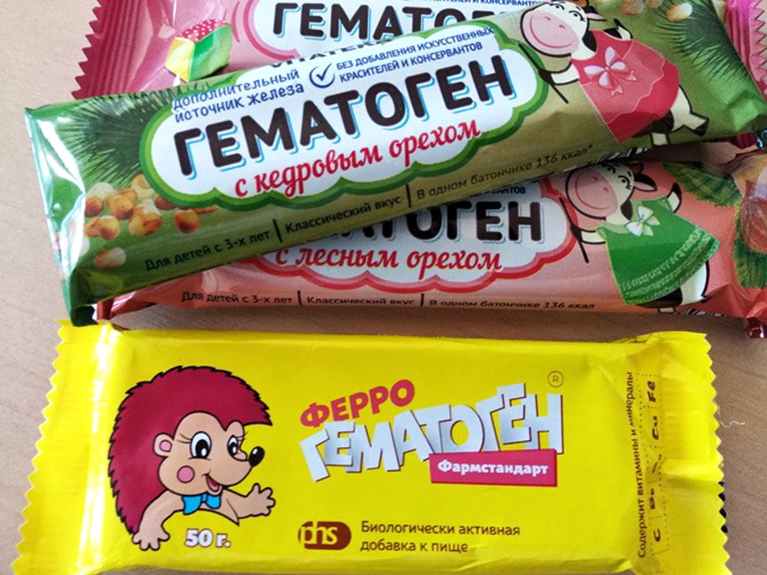 ГЕМАТОГЕН
дополнительный
источник железа
БЕЗ ДОБАВЛЕНИЯ ИСКУССТВЕННЫХ
КРАСИТЕЛЕЙ И КОНСЕРВАНТОВ
ГЕМАТОГЕН
с кедровым орехом
Для детей с 3-х лет | Классический вкус | В одном батончике 136 ккал*
с лесным орехом
Для детей с 3-х лет | Классический вкус | В одном батончике 136 ккал
ФЕРРО
ГЕМАТОГЕН
®
Фармстандарт
50 г.
phs
Биологически активная
добавка к пище
Содержит витамины и минералы